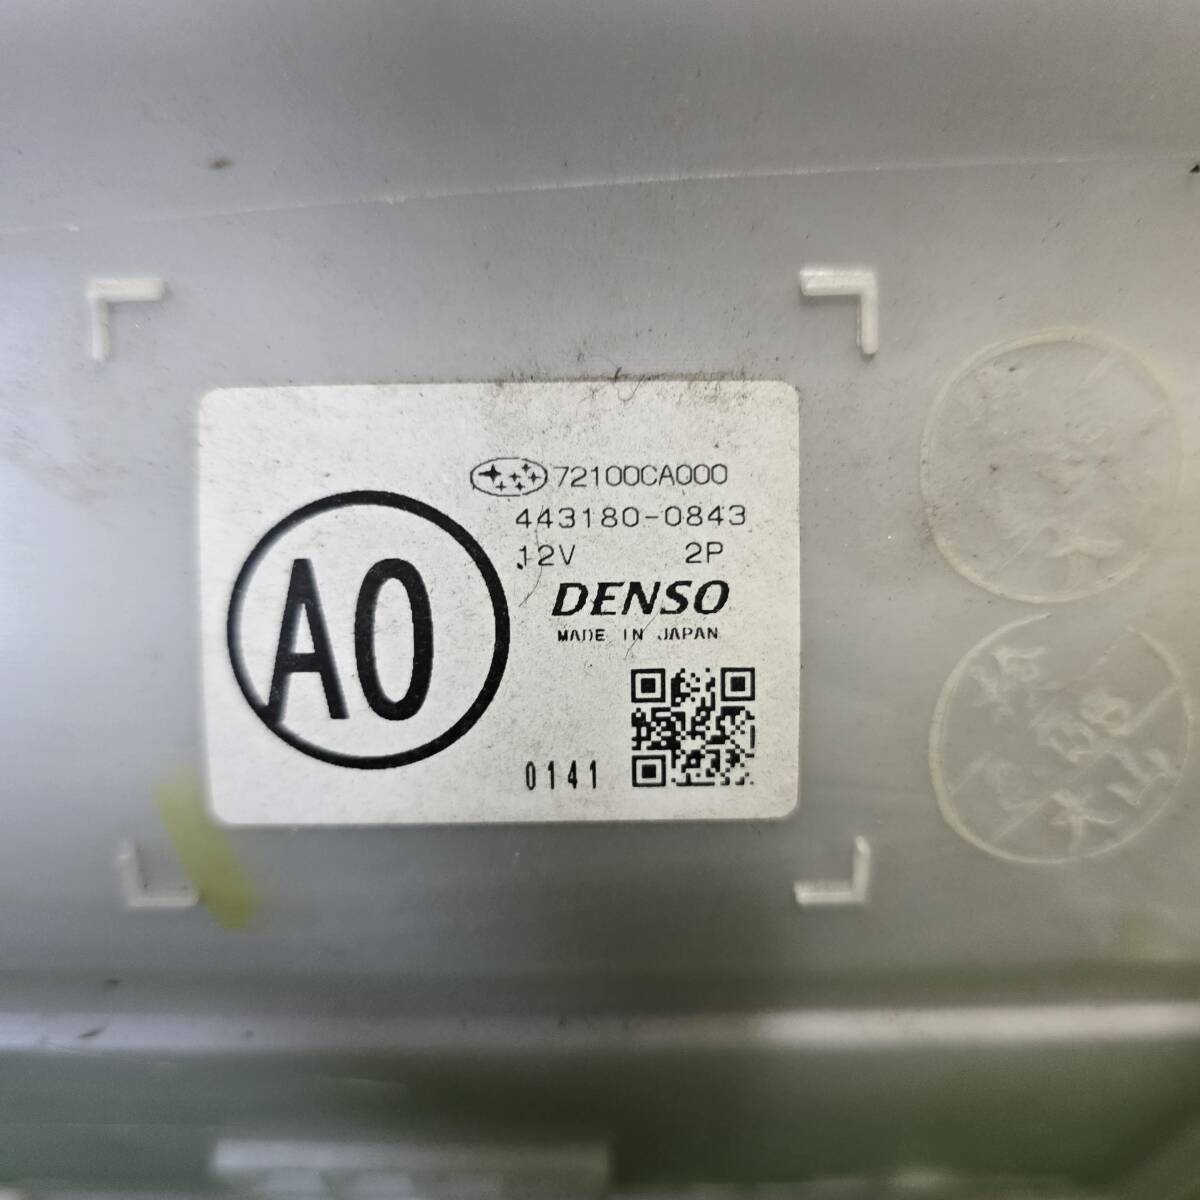 72100CA000
443180-0843
12V 2P
DENSO
MADE IN JAPAN
A0
0141